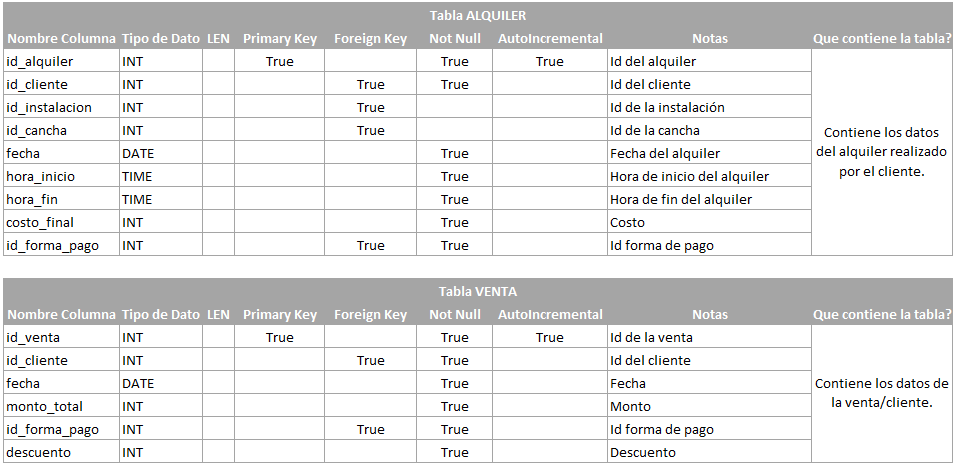 Tabla ALQUILER
Nombre Columna Tipo de Dato LEN Primary Key Foreign Key Not Null AutoIncremental Notas Que contiene la tabla?
id_alquiler INT True True True Id del alquiler
id_cliente INT True True Id del cliente
id_instalacion INT True Id de la instalación
id_cancha INT True Id de la cancha
fecha DATE True Fecha del alquiler
hora_inicio TIME True Hora de inicio del alquiler
hora_fin TIME True Hora de fin del alquiler
costo_final INT True Costo
id_forma_pago INT True True Id forma de pago
Contiene los datos
del alquiler realizado
por el cliente.
Tabla VENTA
Nombre Columna Tipo de Dato LEN Primary Key Foreign Key Not Null AutoIncremental Notas Que contiene la tabla?
id_venta INT True True True Id de la venta
id_cliente INT True True Id del cliente
fecha DATE True Fecha
monto_total INT True Monto
id_forma_pago INT True True Id forma de pago
descuento INT True Descuento
Contiene los datos de
la venta/cliente.